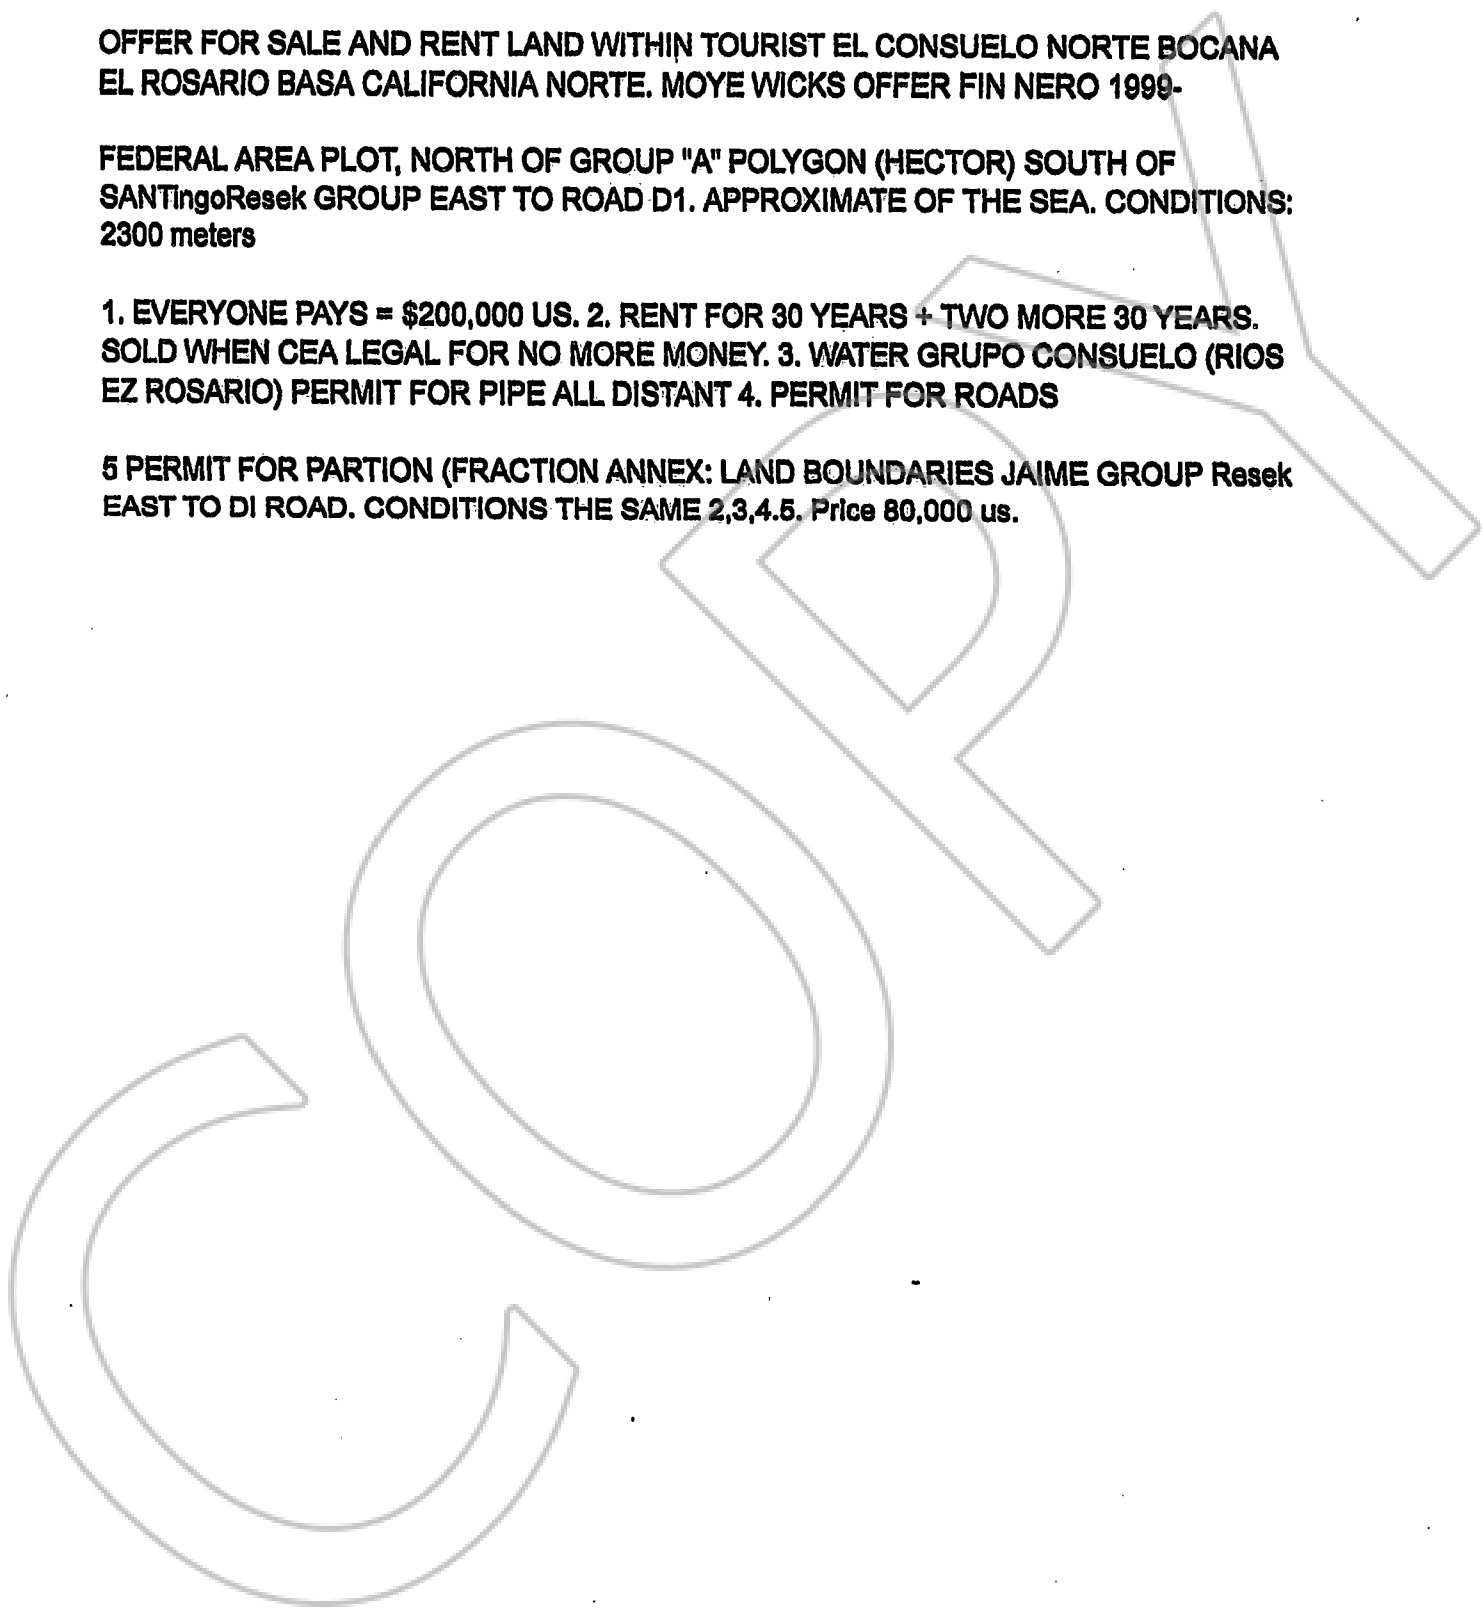 OFFER FOR SALE AND RENT LAND WITHIN TOURIST EL CONSUELO NORTE BOCANA
EL ROSARIO BASA CALIFORNIA NORTE. MOYE WICKS OFFER FIN NERO 1999-
FEDERAL AREA PLOT, NORTH OF GROUP "A" POLYGON (HECTOR) SOUTH OF
SANTingoResek GROUP EAST TO ROAD D1. APPROXIMATE OF THE SEA. CONDITIONS:
2300 meters
1. EVERYONE PAYS = $200,000 US. 2. RENT FOR 30 YEARS + TWO MORE 30 YEARS.
SOLD WHEN CEA LEGAL FOR NO MORE MONEY. 3. WATER GRUPO CONSUELO (RIOS
EZ ROSARIO) PERMIT FOR PIPE ALL DISTANT 4. PERMIT FOR ROADS
5 PERMIT FOR PARTION (FRACTION ANNEX: LAND BOUNDARIES JAIME GROUP Resek
EAST TO DI ROAD. CONDITIONS THE SAME 2,3,4.5. Price 80,000 us.
COPY